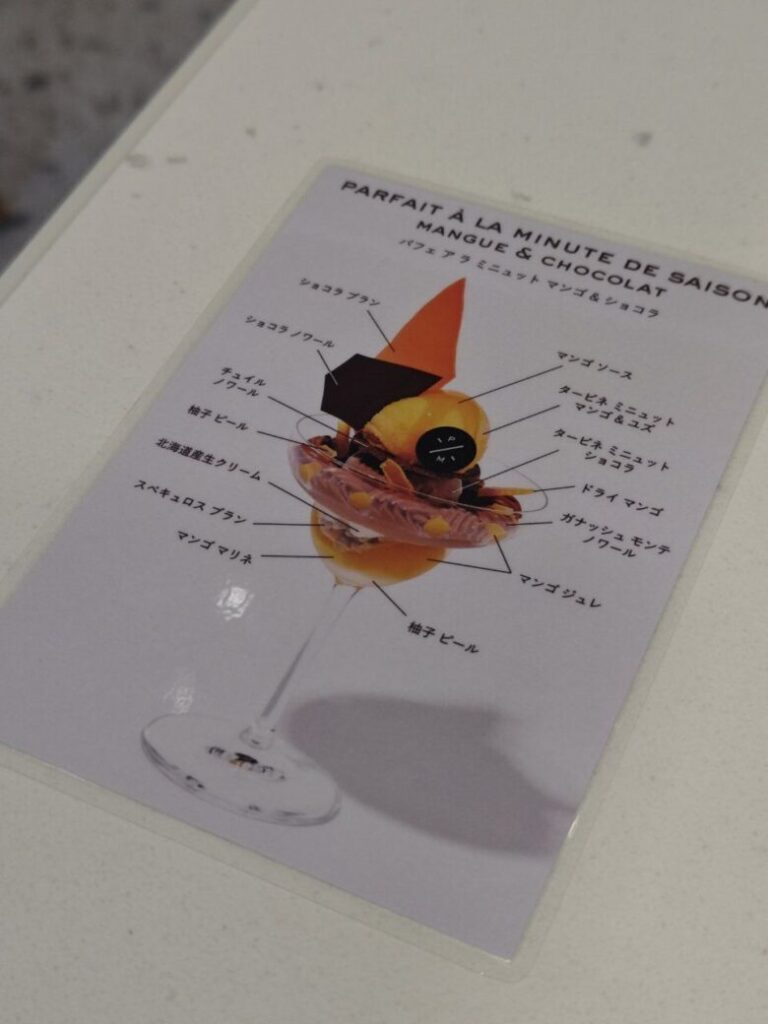 PARFAIT À LA MINUTE DE SAISON
MANGUE & CHOCOLAT
パフェ ア ラ ミニュット マンゴ&ショコラ
ショコラ ブラン
ショコラ ノワール
チュイル
ノワール
柚子 ピール
北海道産生クリーム
スペキュロス ブラン
マンゴ マリネ
マンゴ ソース
タービネ ミニュット
マンゴ & ユズ
タービネ ミニュット
ショコラ
ドライ マンゴ
ガナッシュ モンテ
ノワール
マンゴ ジュレ
柚子 ピール
P
M